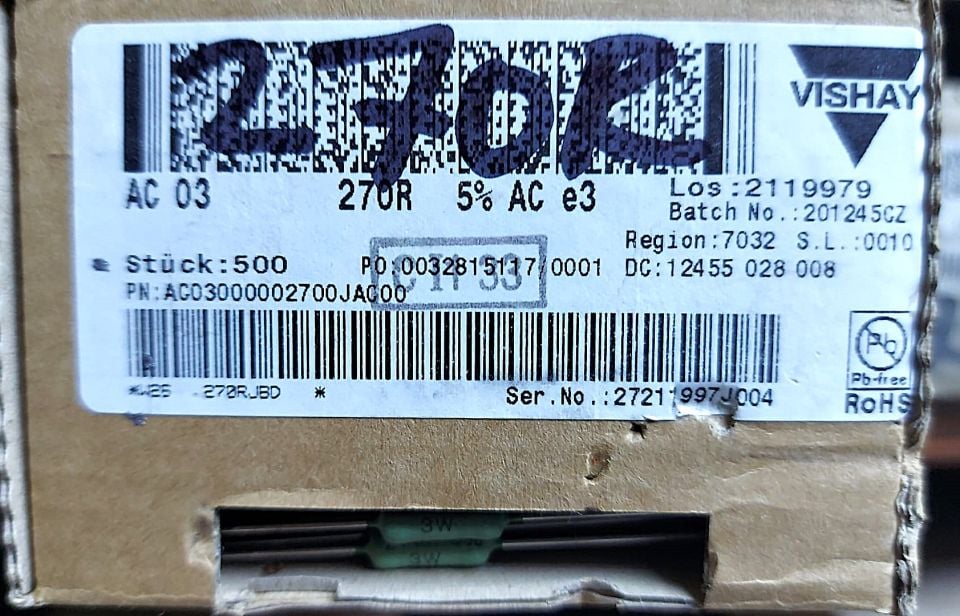 270R
VISHAY
AC 03 270R 5% AC e3
Los:2119979
Batch No.:201245CZ
Region:7032 S.L.:0010
Stück:500 PO:0032815117/0001 DC:12455 028 008
PN:AC03000002700JAC00
Pb
Pb-free
*W26 270RJBD *
Ser.No.:27211997J004
RoHS
3W
3W